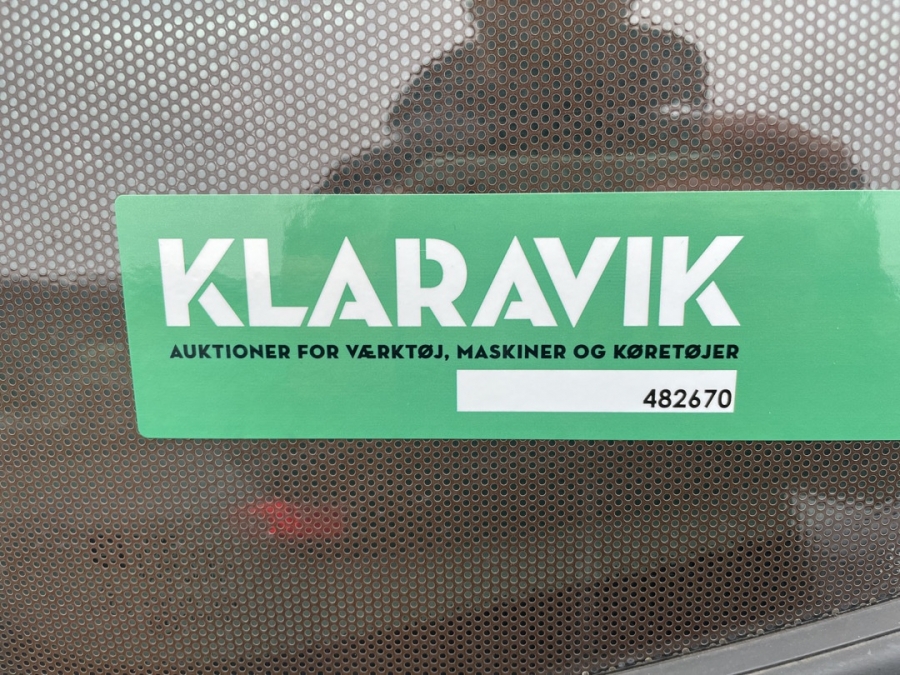 KLARAVIK
AUKTIONER FOR VÆRKTØJ, MASKINER OG KØRETØJER
482670